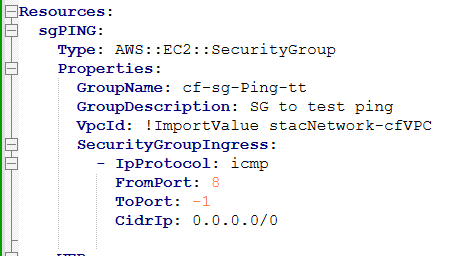 Resources:
sgPING:
Type: AWS::EC2::SecurityGroup
Properties:
GroupName: cf-sg-Ping-tt
GroupDescription: SG to test ping
VpcId: !ImportValue stacNetwork-cfVPC
SecurityGroupIngress:
- IpProtocol: icmp
FromPort: 8
ToPort: -1
CidrIp: 0.0.0.0/0